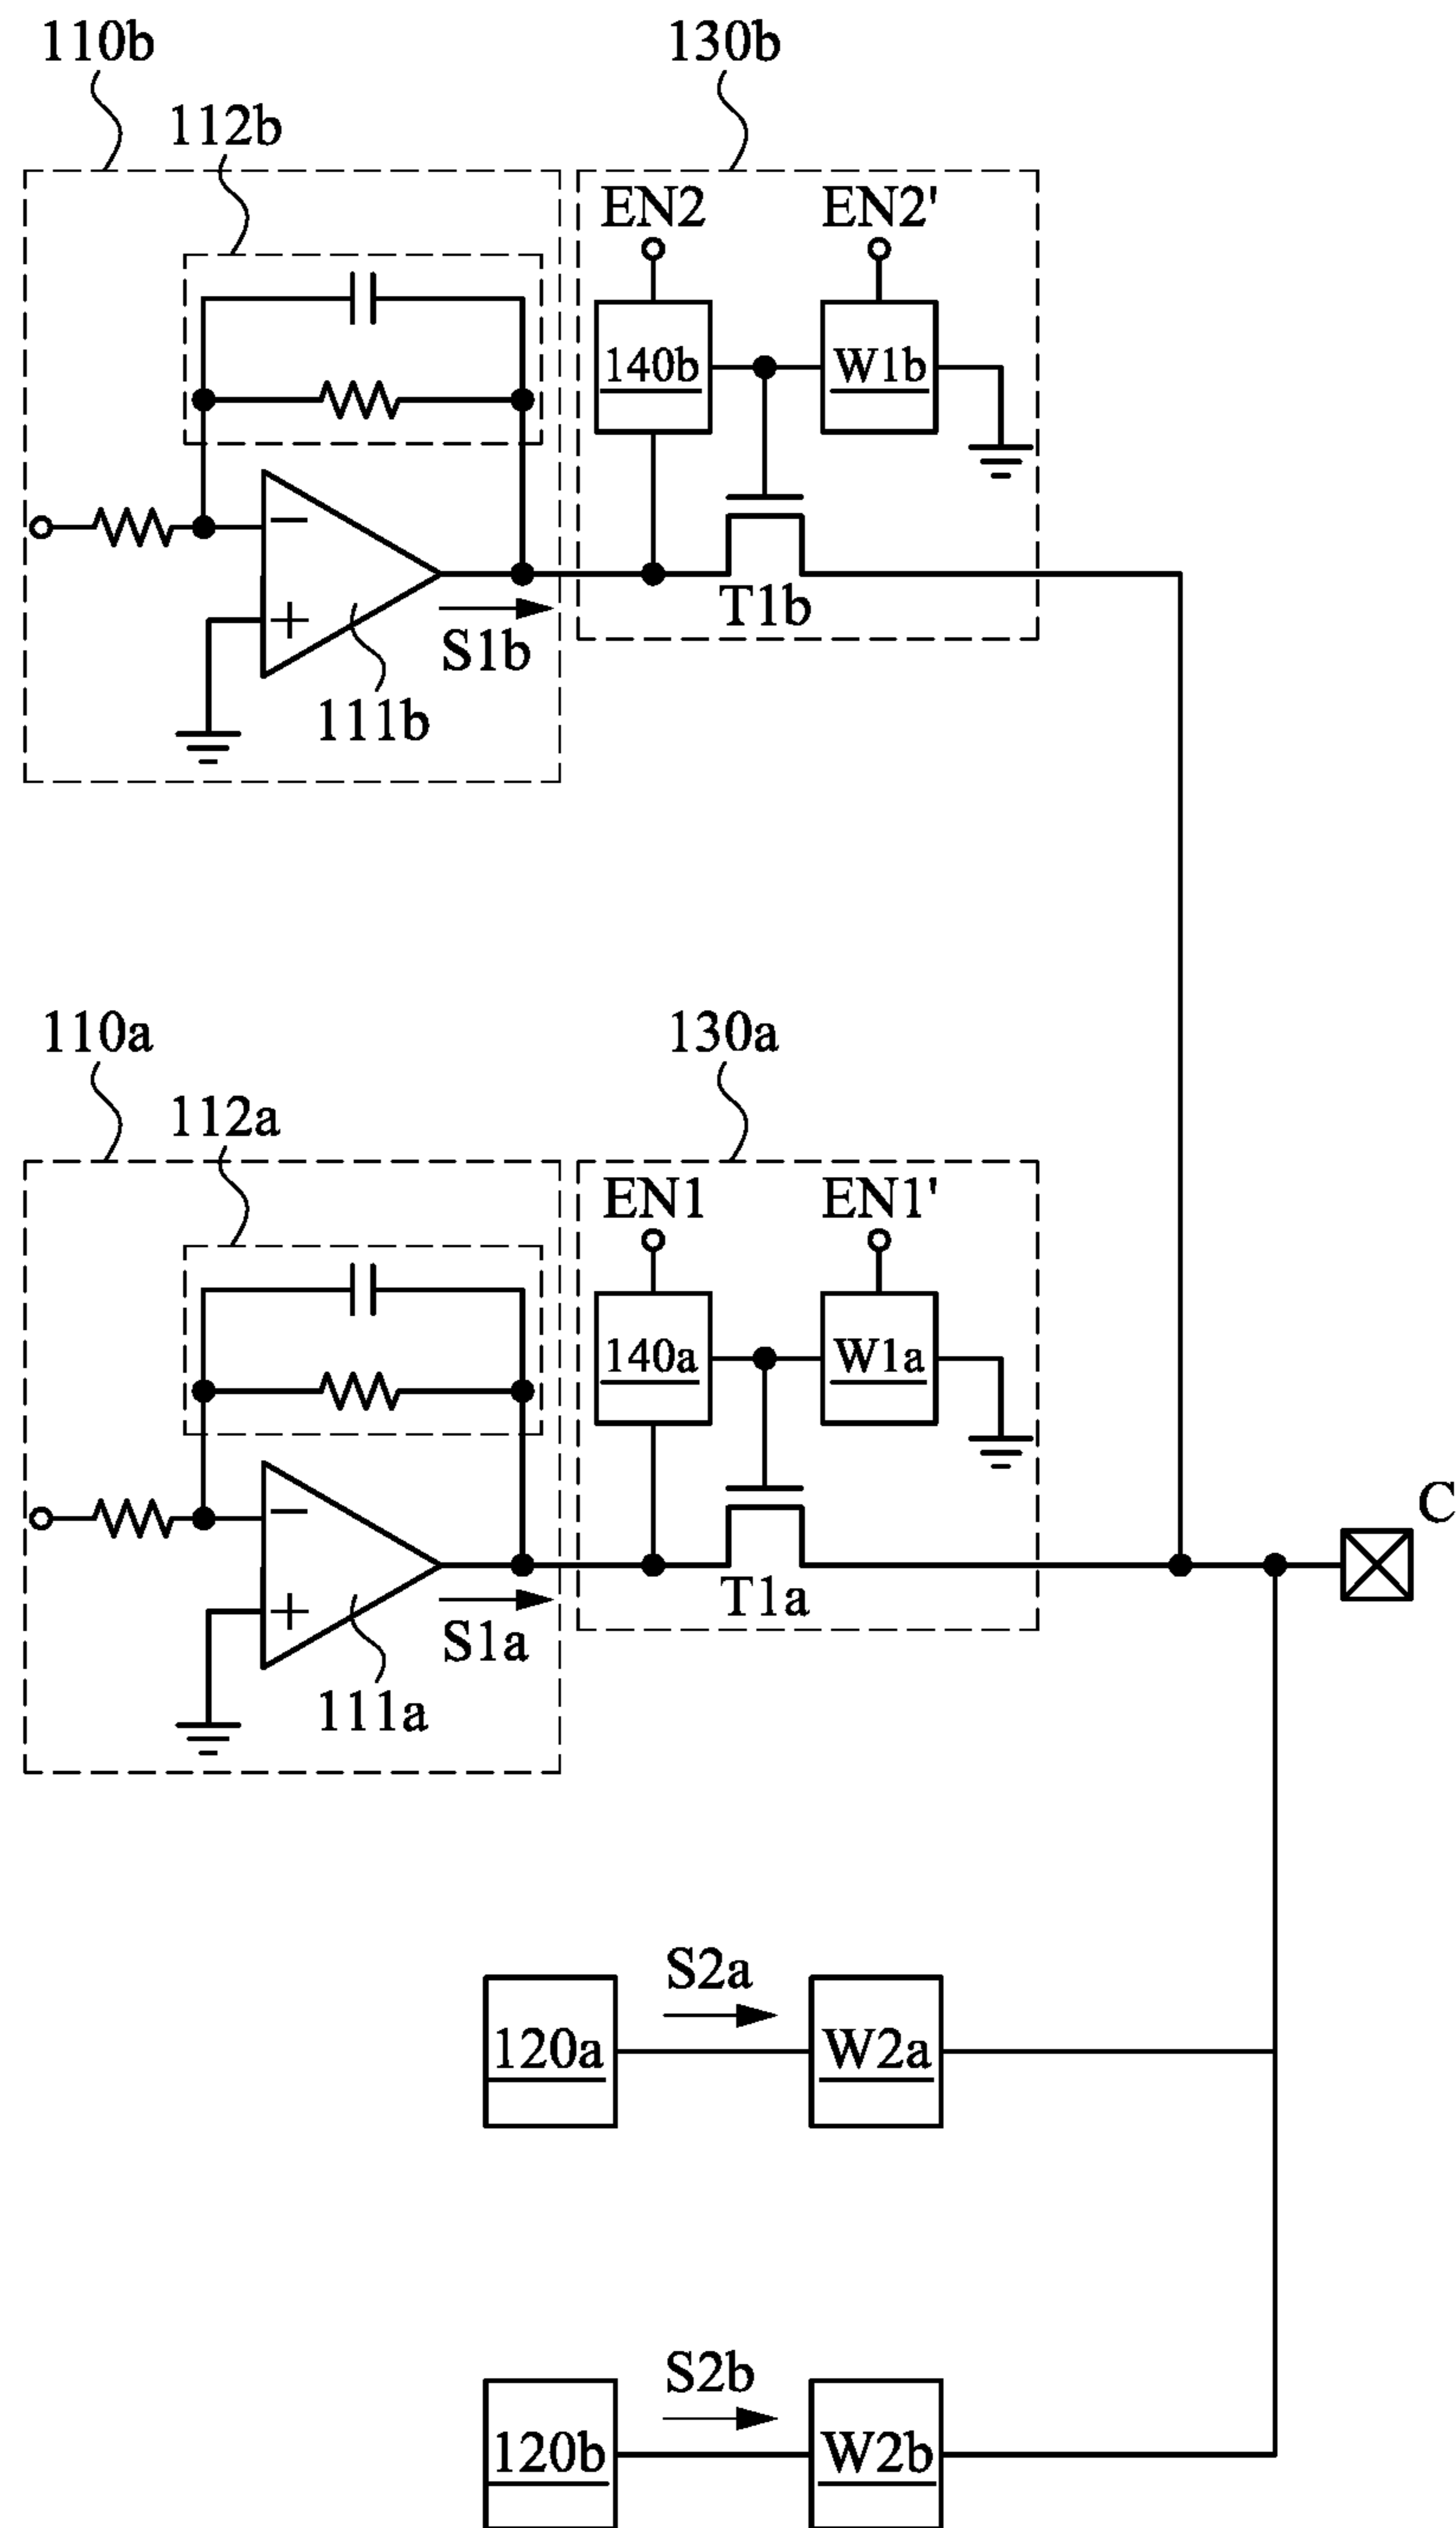 110b
130b
112b
EN2
EN2'
140b
W1b
−
+
T1b
S1b
111b
110a
130a
112a
EN1
EN1'
140a
W1a
C
−
+
T1a
S1a
111a
S2a
120a
W2a
S2b
120b
W2b